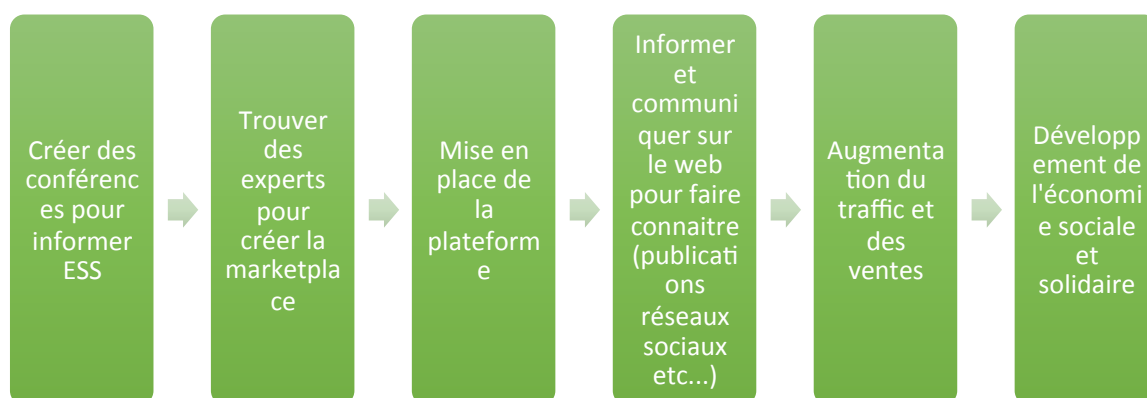 Créer des
conférenc
es pour
informer
ESS
Trouver
des
experts
pour
créer la
marketpla
ce
Mise en
place de
la
plateform
e
Informer
et
communi
quer sur
le web
pour faire
connaitre
(publicati
ons
réseaux
sociaux
etc...)
Augmenta
tion du
traffic et
des
ventes
Développ
ement de
l'économi
e sociale
et
solidaire